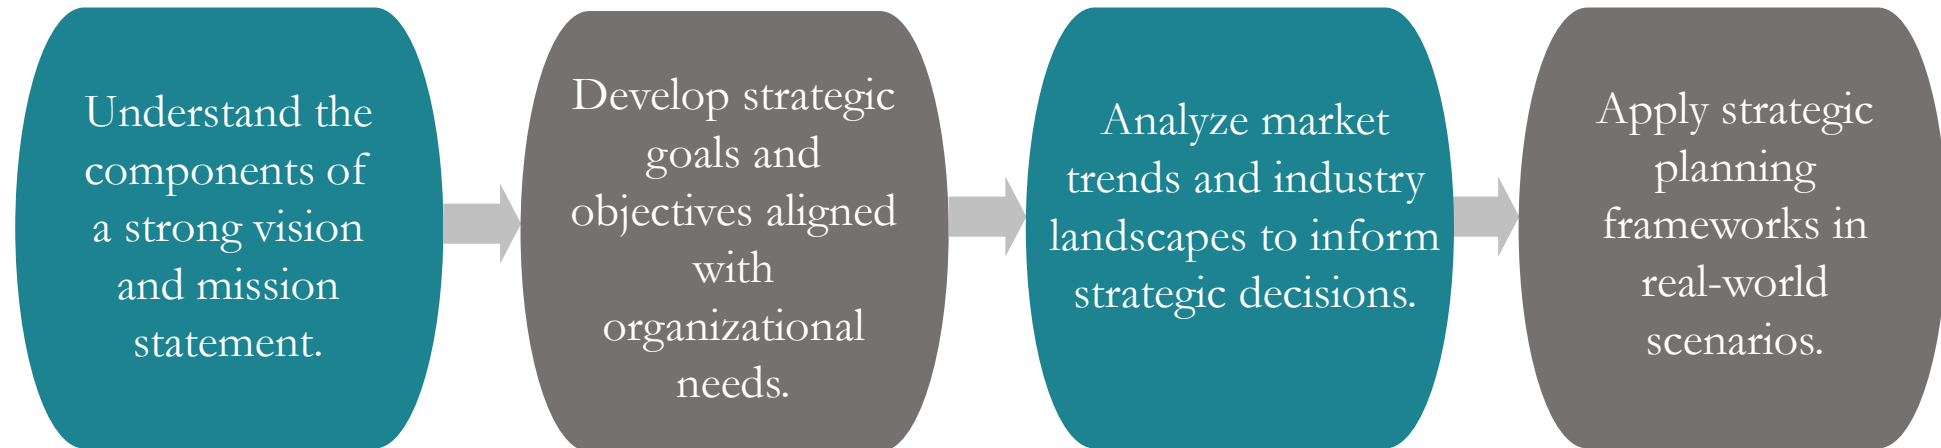 Understand the
components of
a strong vision
and mission
statement.
Develop strategic
goals and
objectives aligned
with
organizational
needs.
Analyze market
trends and industry
landscapes to inform
strategic decisions.
Apply strategic
planning
frameworks in
real-world
scenarios.